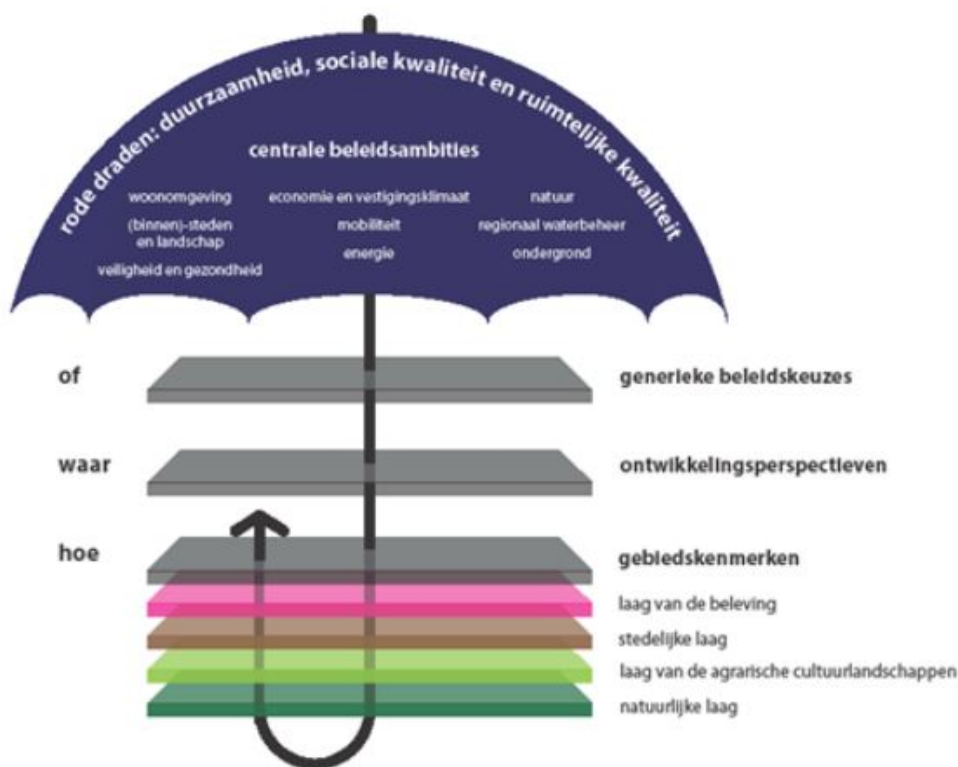 rode draden: duurzaamheid, sociale kwaliteit en ruimtelijke kwaliteit
centrale beleidsambities
woonomgeving
(binnen)-steden
en landschap
veiligheid en gezondheid
economie en vestigingsklimaat
mobiliteit
energie
natuur
regionaal waterbeheer
ondergrond
of
generieke beleidskeuzes
waar
ontwikkelingsperspectieven
hoe
gebiedskenmerken
laag van de beleving
stedelijke laag
laag van de agrarische cultuurlandschappen
natuurlijke laag